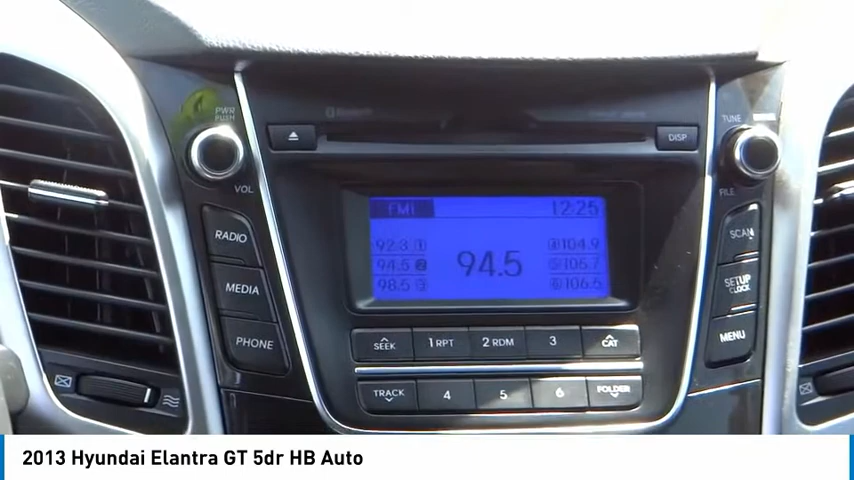 PWR
PUSH
Bluetooth
TUNE
DISP
VOL
FILE
FM1 12:25
92.3 1 4 104.9
94.5 2 94.5 5 106.7
98.5 3 6 106.5
RADIO
MEDIA
PHONE
SCAN
SETUP
CLOCK
MENU
SEEK 1 RPT 2 RDM 3 CAT
TRACK 4 5 6 FOLDER
2013 Hyundai Elantra GT 5dr HB Auto